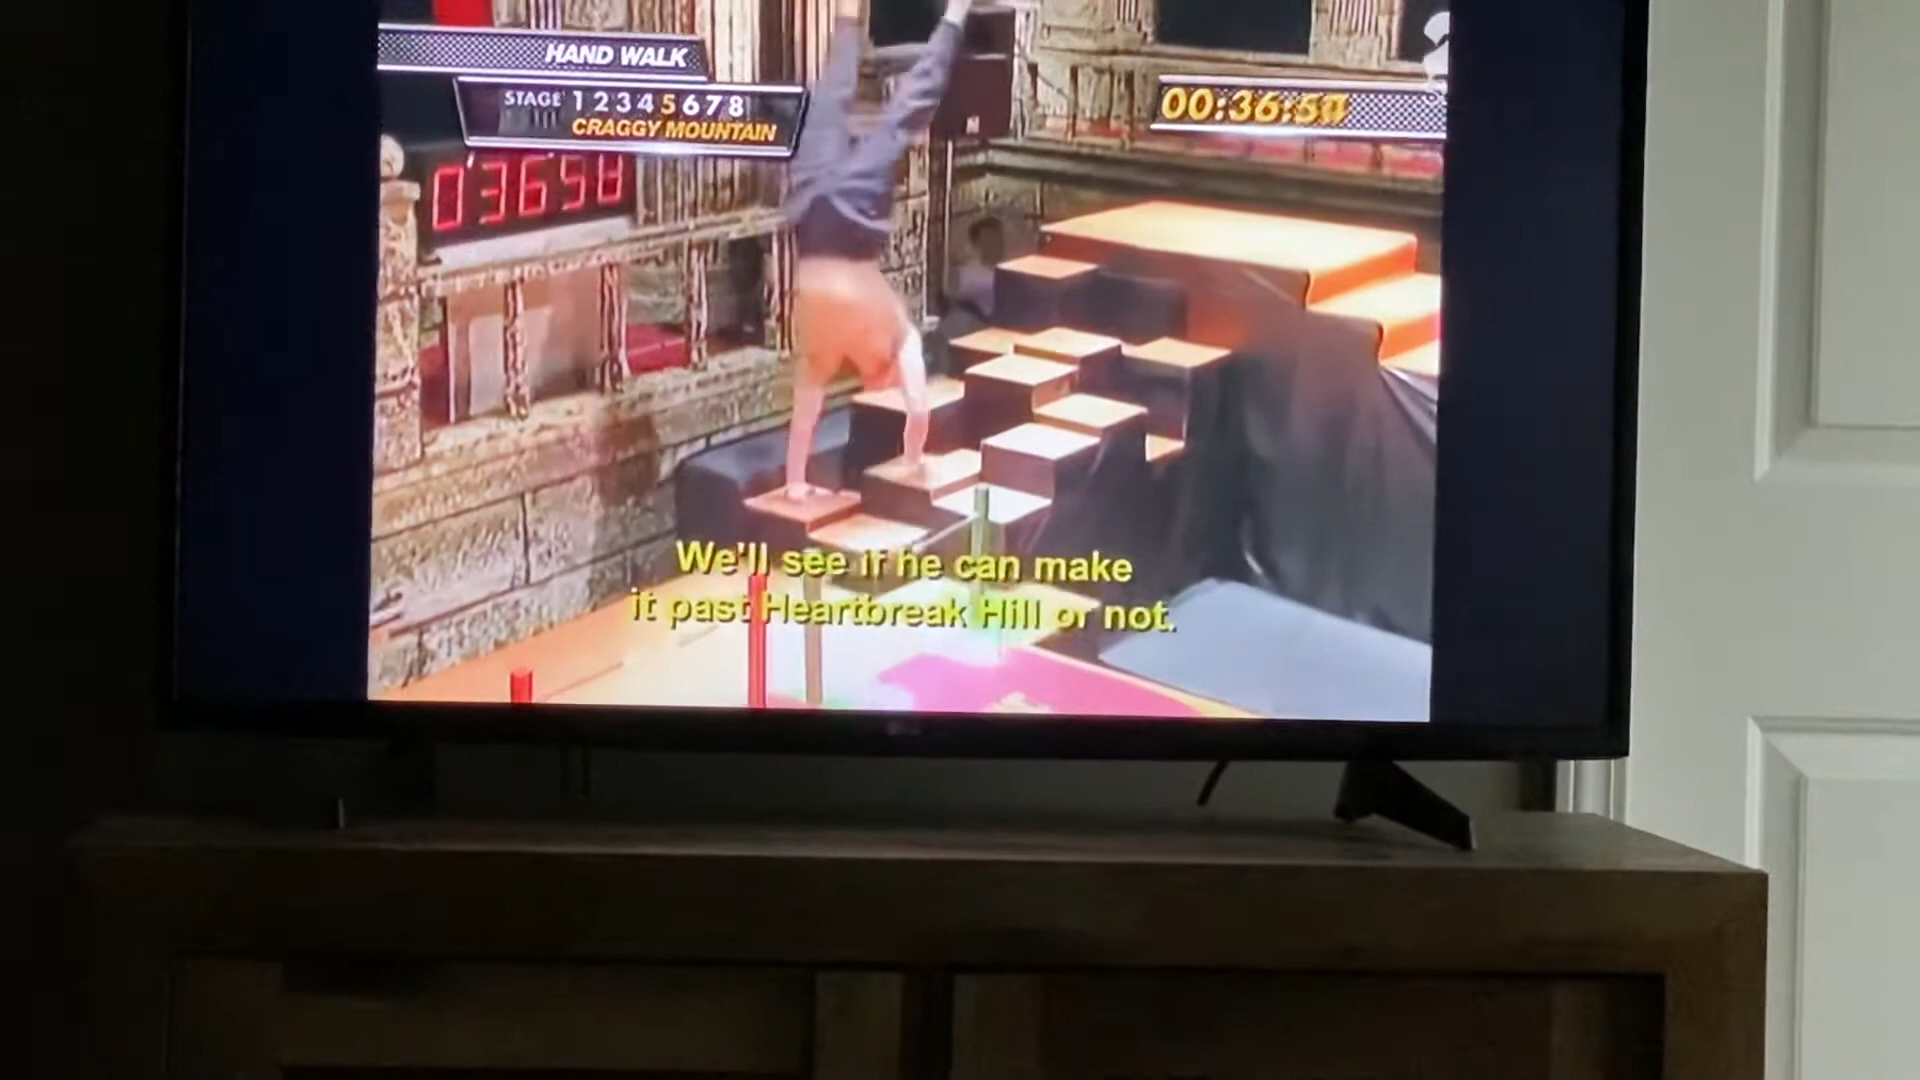 HAND WALK
STAGE 1 2 3 4 5 6 7 8
CRAGGY MOUNTAIN
00:36:58
03658
We'll see if he can make
it past Heartbreak Hill or not.